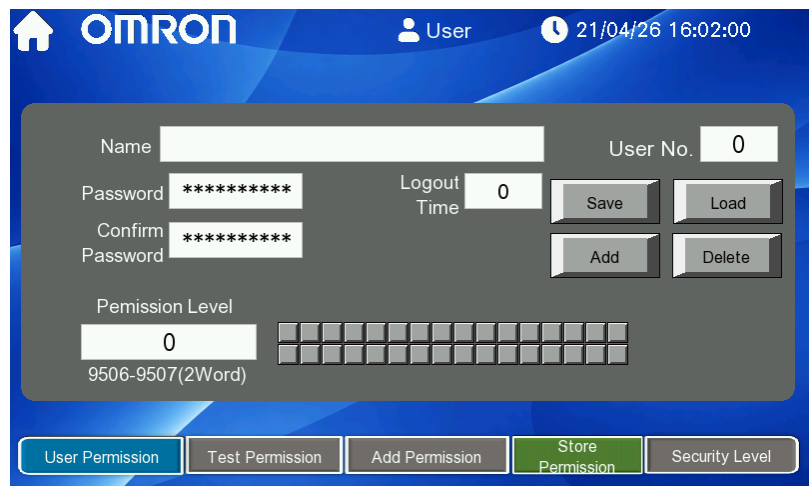 OMRON
User
21/04/26 16:02:00
Name
User No. 0
Password **********
Logout
Time 0
Save
Load
Confirm
Password **********
Add
Delete
Pemission Level
0
9506-9507(2Word)
User Permission
Test Permission
Add Permission
Store
Permission
Security Level